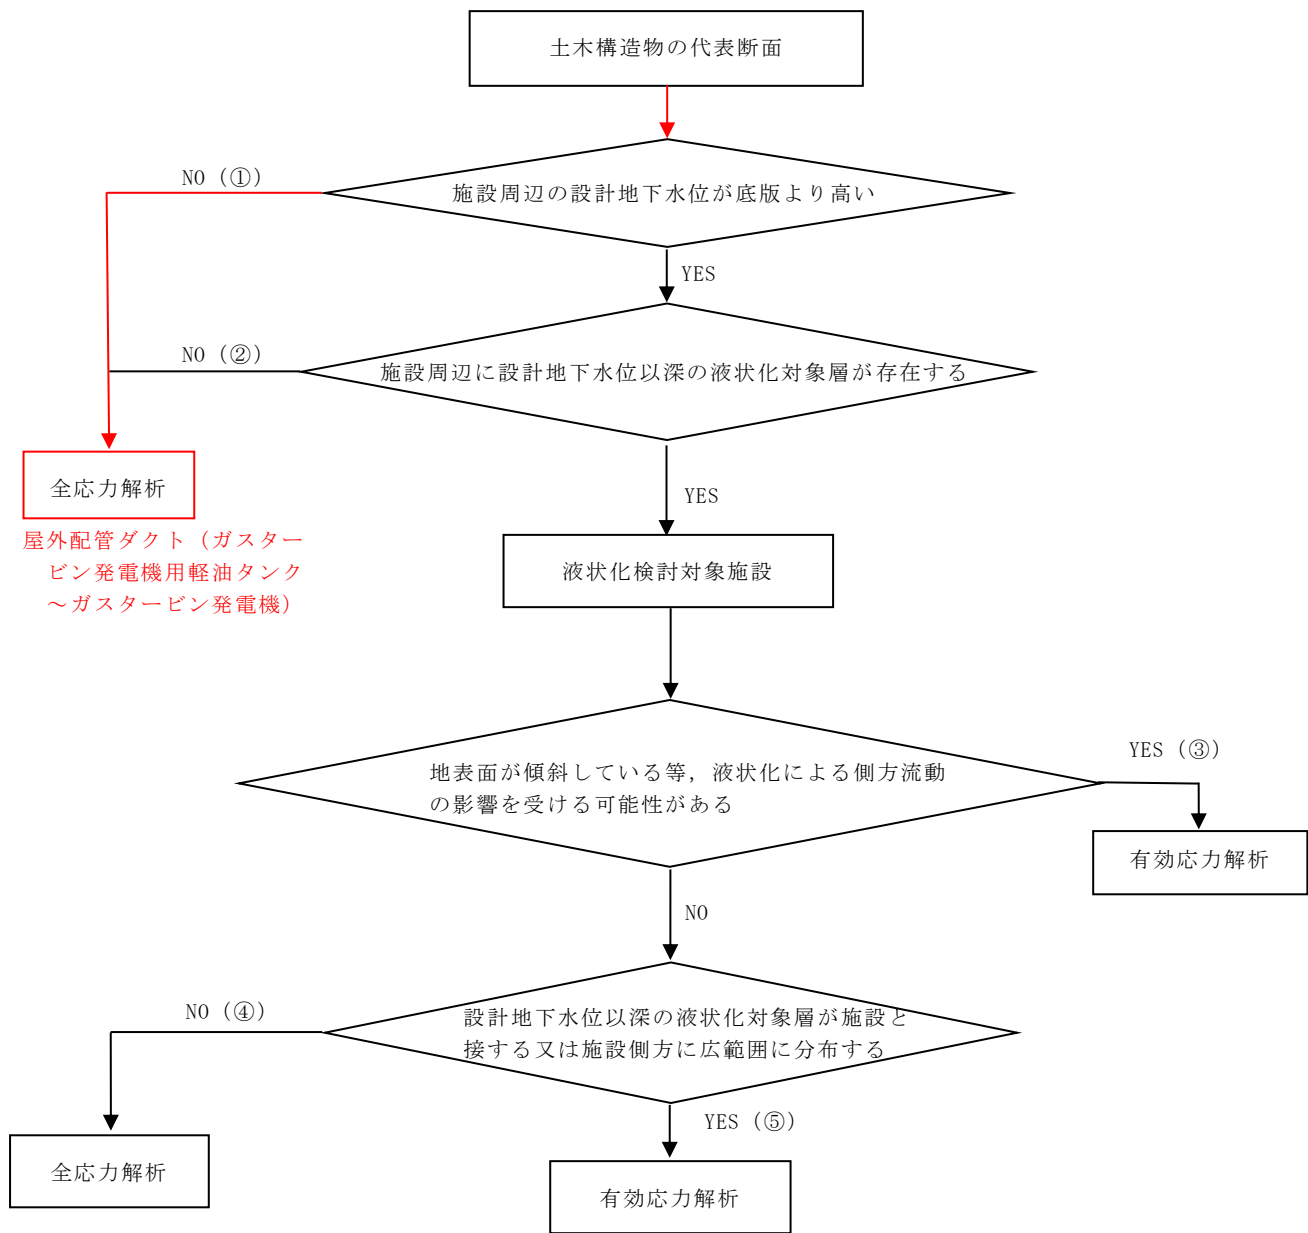 土木構造物の代表断面
NO（①）
施設周辺の設計地下水位が底版より高い
YES
NO（②）
施設周辺に設計地下水位以深の液状化対象層が存在する
全応力解析
屋外配管ダクト（ガスター
ビン発電機用軽油タンク
～ガスタービン発電機）
YES
液状化検討対象施設
地表面が傾斜している等，液状化による側方流動
の影響を受ける可能性がある
YES（③）
有効応力解析
NO
NO（④）
設計地下水位以深の液状化対象層が施設と
接する又は施設側方に広範囲に分布する
YES（⑤）
全応力解析
有効応力解析